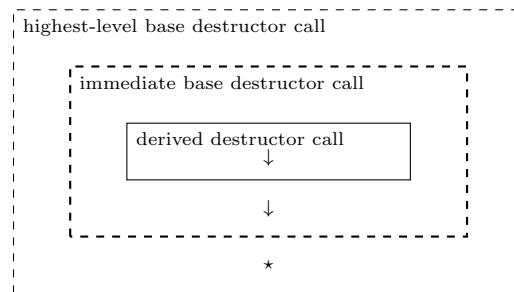 highest-level base destructor call
immediate base destructor call
derived destructor call
↓
↓
⋆